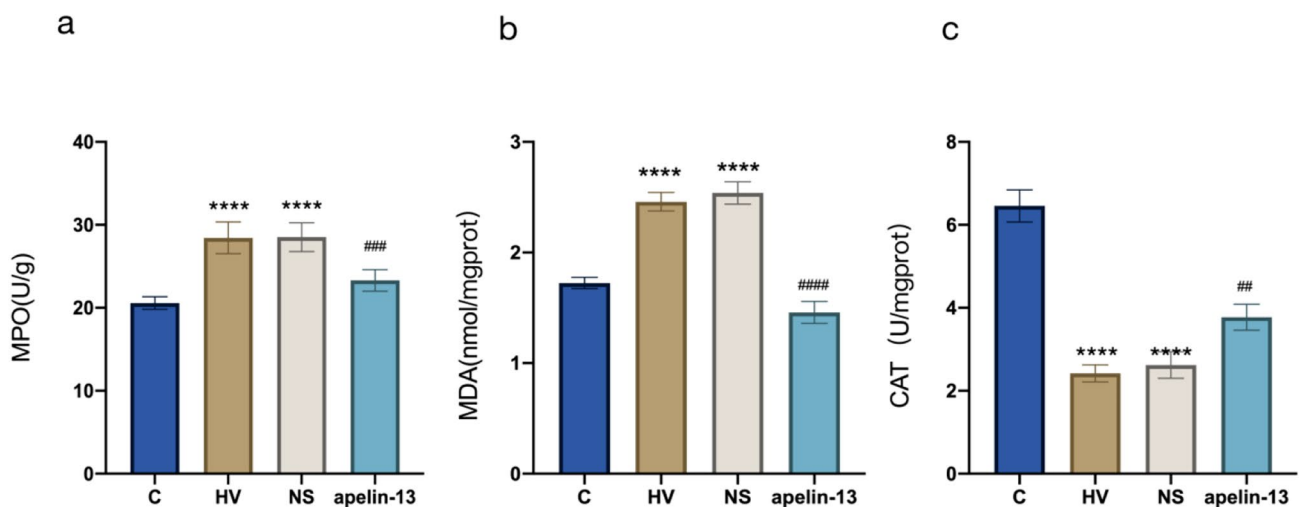 a
MPO(U/g)
40
30
20
10
0
****
****
###
C HV NS apelin-13
b
MDA(nmol/mgprot)
3
2
1
0
****
****
####
C HV NS apelin-13
c
CAT (U/mgprot)
8
6
4
2
0
****
****
##
C HV NS apelin-13